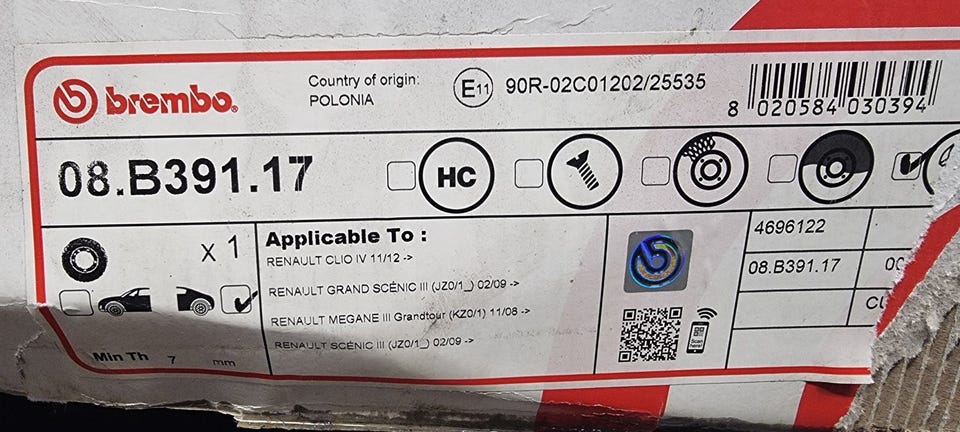 brembo
Country of origin:
POLONIA
E11 90R-02C01202/25535
8 020584 030394
08.B391.17
HC
x 1
Min Th 7 mm
Applicable To :
RENAULT CLIO IV 11/12 ->
RENAULT GRAND SCÉNIC III (JZ0/1_) 02/09 ->
RENAULT MEGANE III Grandtour (KZ0/1) 11/08 ->
RENAULT SCÉNIC III (JZ0/1_) 02/09 ->
Scan here!
4696122
08.B391.17